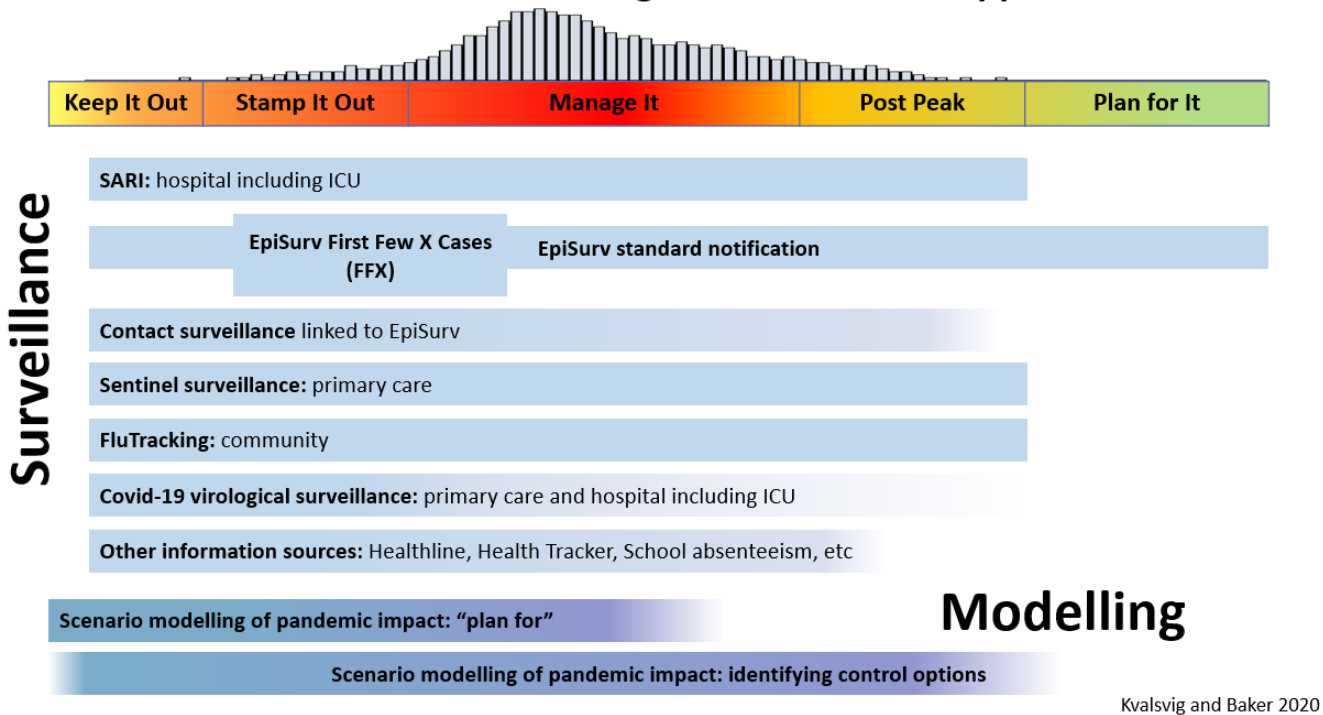 Keep It Out
Stamp It Out
Manage It
Post Peak
Plan for It
Surveillance
SARI: hospital including ICU
EpiSurv First Few X Cases
(FFX)
EpiSurv standard notification
Contact surveillance linked to EpiSurv
Sentinel surveillance: primary care
FluTracking: community
Covid-19 virological surveillance: primary care and hospital including ICU
Other information sources: Healthline, Health Tracker, School absenteeism, etc
Modelling
Scenario modelling of pandemic impact: “plan for”
Scenario modelling of pandemic impact: identifying control options
Kvalsvig and Baker 2020